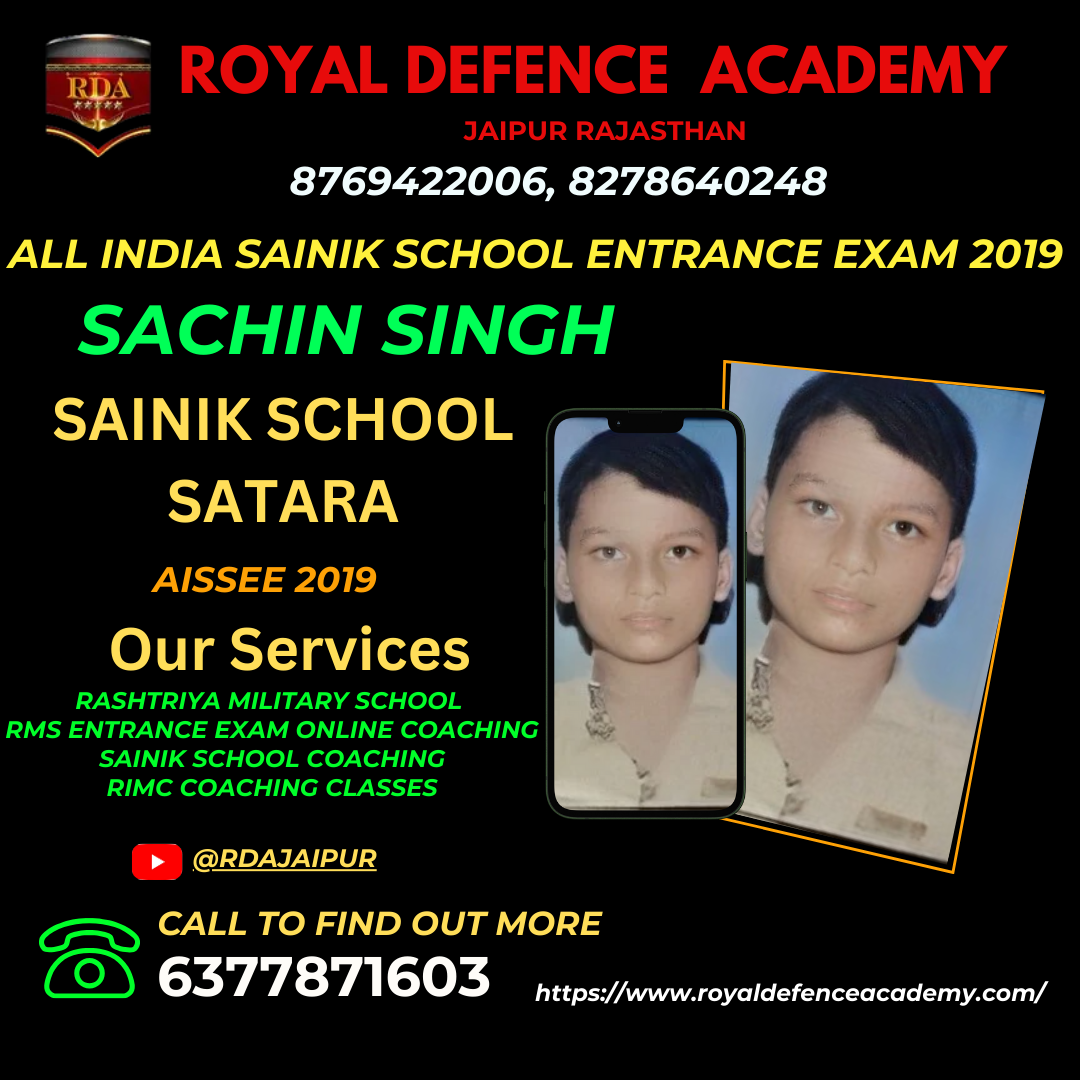 RDA
ROYAL DEFENCE ACADEMY
JAIPUR RAJASTHAN
8769422006, 8278640248
ALL INDIA SAINIK SCHOOL ENTRANCE EXAM 2019
SACHIN SINGH
SAINIK SCHOOL
SATARA
AISSEE 2019
Our Services
RASHTRIYA MILITARY SCHOOL
RMS ENTRANCE EXAM ONLINE COACHING
SAINIK SCHOOL COACHING
RIMC COACHING CLASSES
@RDAJAIPUR
CALL TO FIND OUT MORE
6377871603
https://www.royaldefenceacademy.com/